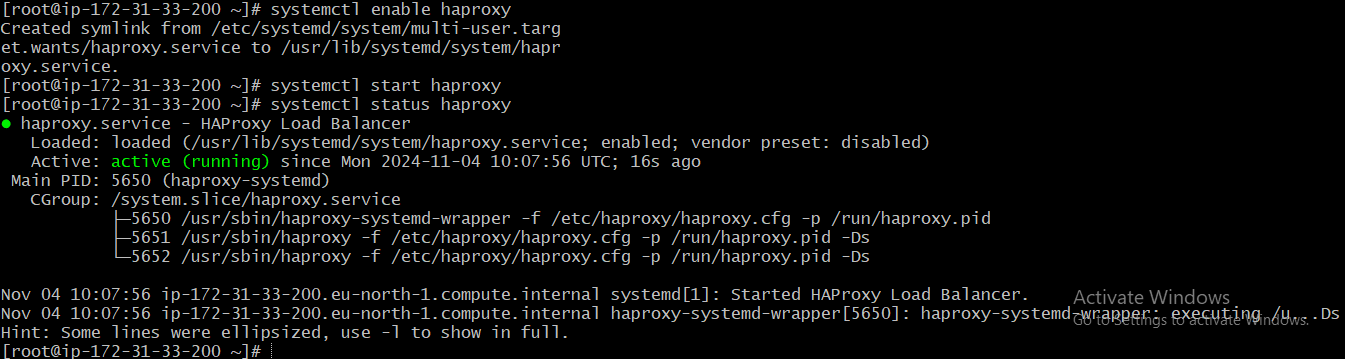 [root@ip-172-31-33-200 ~]# systemctl enable haproxy
Created symlink from /etc/systemd/system/multi-user.targ
et.wants/haproxy.service to /usr/lib/systemd/system/hapr
oxy.service.
[root@ip-172-31-33-200 ~]# systemctl start haproxy
[root@ip-172-31-33-200 ~]# systemctl status haproxy
● haproxy.service - HAProxy Load Balancer
   Loaded: loaded (/usr/lib/systemd/system/haproxy.service; enabled; vendor preset: disabled)
   Active: active (running) since Mon 2024-11-04 10:07:56 UTC; 16s ago
 Main PID: 5650 (haproxy-systemd)
   CGroup: /system.slice/haproxy.service
           ├─5650 /usr/sbin/haproxy-systemd-wrapper -f /etc/haproxy/haproxy.cfg -p /run/haproxy.pid
           ├─5651 /usr/sbin/haproxy -f /etc/haproxy/haproxy.cfg -p /run/haproxy.pid -Ds
           └─5652 /usr/sbin/haproxy -f /etc/haproxy/haproxy.cfg -p /run/haproxy.pid -Ds
Nov 04 10:07:56 ip-172-31-33-200.eu-north-1.compute.internal systemd[1]: Started HAProxy Load Balancer.
Nov 04 10:07:56 ip-172-31-33-200.eu-north-1.compute.internal haproxy-systemd-wrapper[5650]: haproxy-systemd-wrapper: executing /u...Ds
Hint: Some lines were ellipsized, use -l to show in full.
[root@ip-172-31-33-200 ~]#
Activate Windows
Go to Settings to activate Windows.